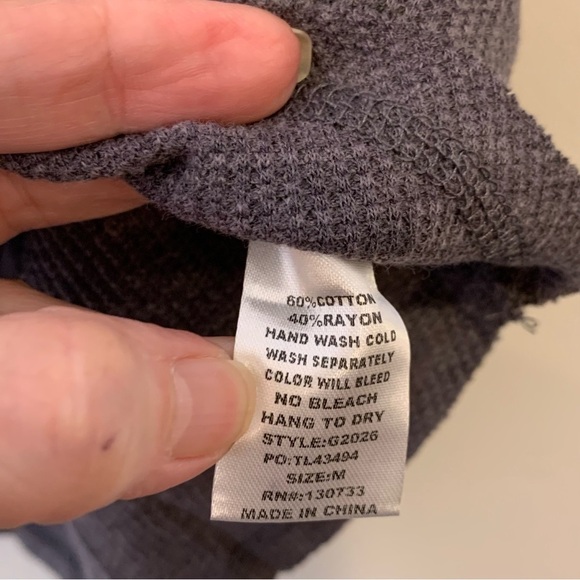 60%COTTON
40%RAYON
HAND WASH COLD
WASH SEPARATELY
COLOR WILL BLEED
NO BLEACH
HANG TO DRY
STYLE:G2026
PO:TL43494
SIZE:M
RN#:130733
MADE IN CHINA